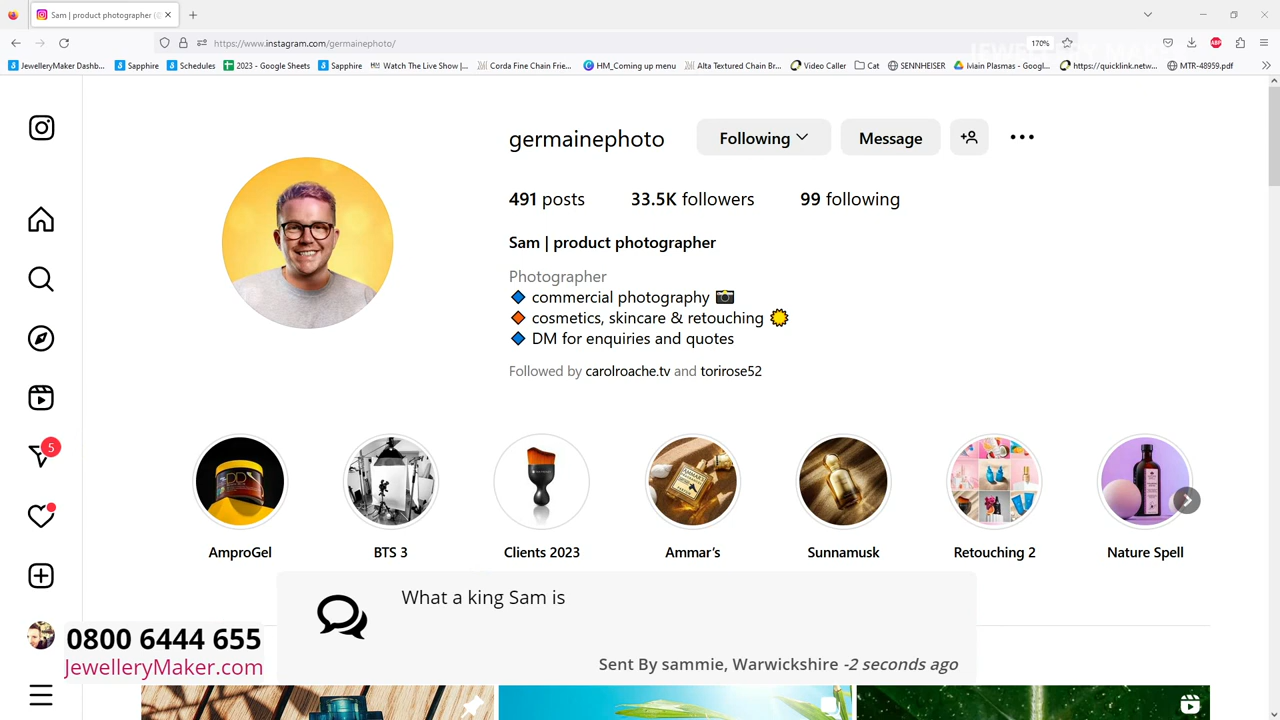 Sam | product photographer (
https://www.instagram.com/germainephoto/
170%
JewelleryMaker Dashb...
Sapphire
Schedules
2023 - Google Sheets
Sapphire
Watch The Live Show |...
Corda Fine Chain Frie...
HM_Coming up menu
Alta Textured Chain Br...
Video Caller
Cat
SENNHEISER
Main Plasmas - Googl...
https://quicklink.netw...
MTR-48959.pdf
germainephoto
Following
Message
491 posts
33.5K followers
99 following
Sam | product photographer
Photographer
commercial photography
cosmetics, skincare & retouching
DM for enquiries and quotes
Followed by carolroache.tv and torirose52
5
AmproGel
BTS 3
Clients 2023
Ammar's
Sunnamusk
Retouching 2
Nature Spell
What a king Sam is
Sent By sammie, Warwickshire -2 seconds ago
0800 6444 655
JewelleryMaker.com